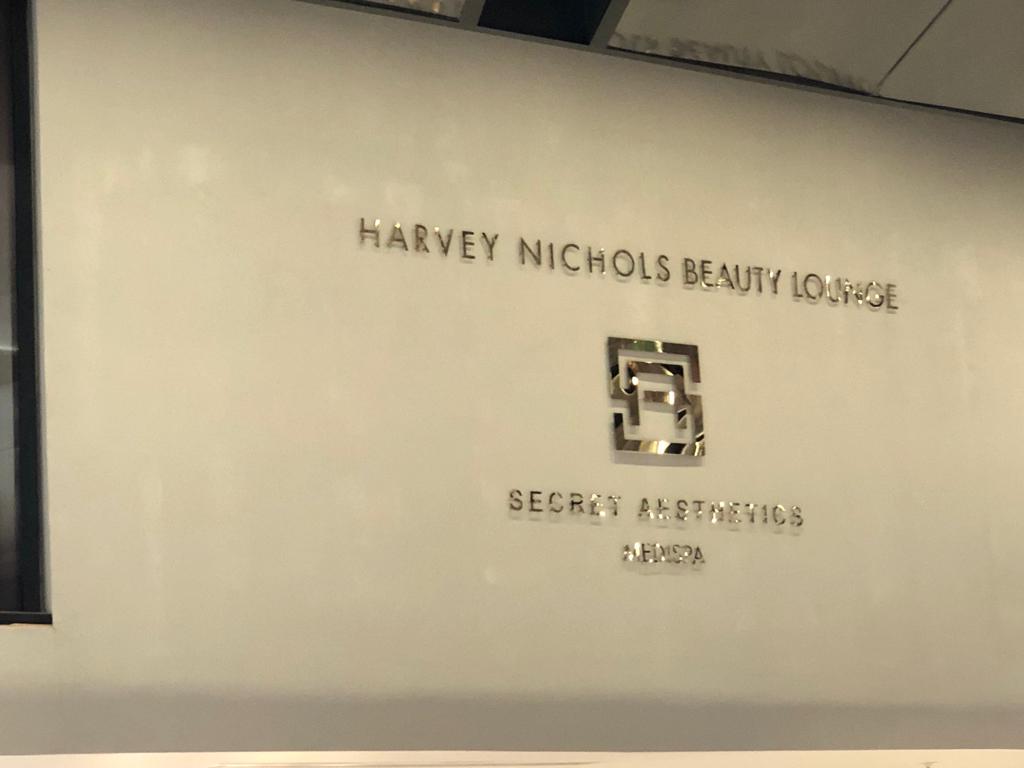 HARVEY NICHOLS BEAUTY LOUNGE
SECRET AESTHETICS
MEDISPA